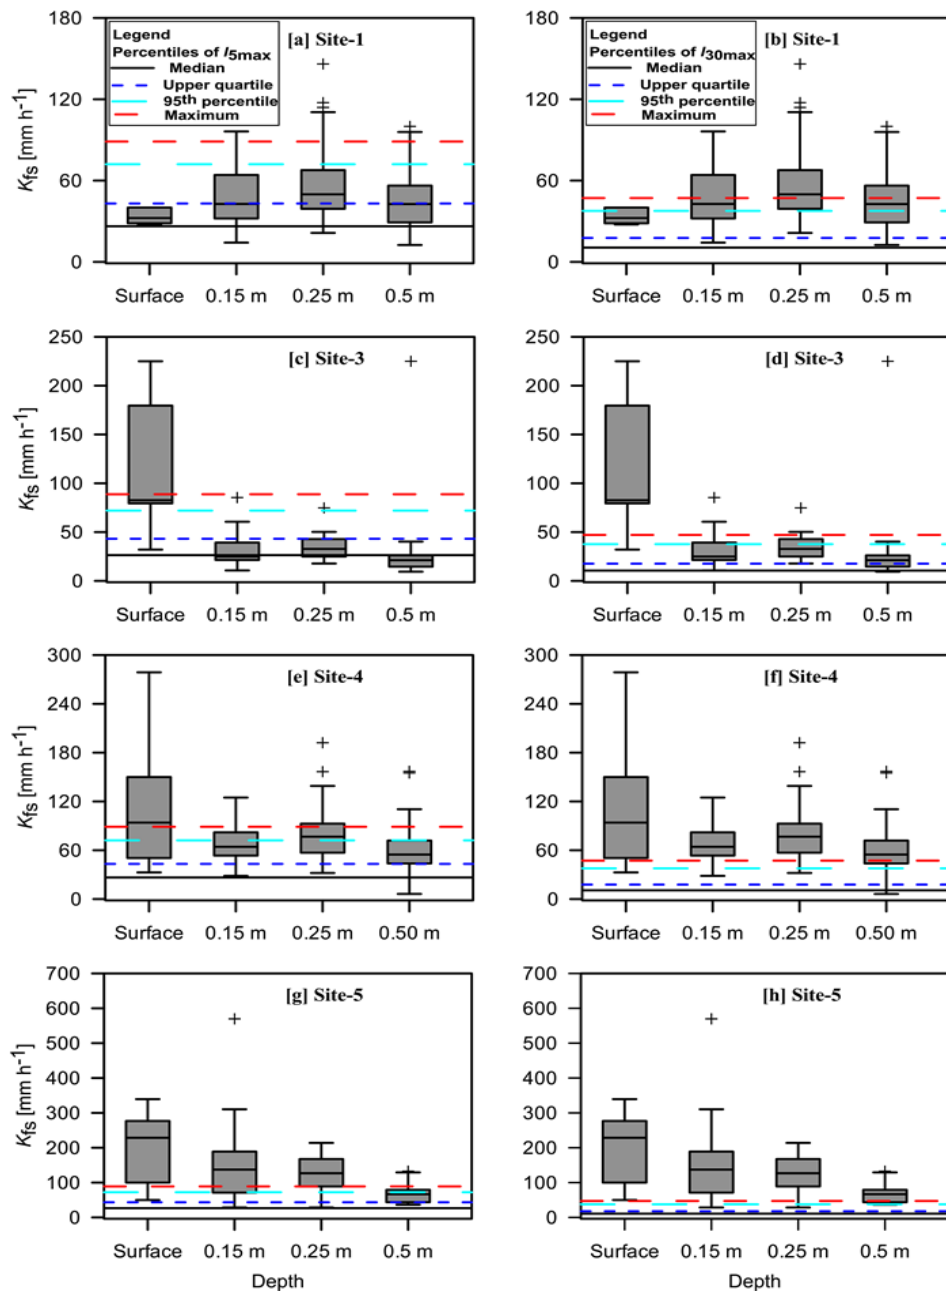 180
120
60
0
Kfs [mm h-1]
Legend
Percentiles of I5max
Median
Upper quartile
95th percentile
Maximum
[a] Site-1
Surface 0.15 m 0.25 m 0.5 m
180
120
60
0
Legend
Percentiles of I30max
Median
Upper quartile
95th percentile
Maximum
[b] Site-1
Surface 0.15 m 0.25 m 0.5 m
250
200
150
100
50
0
Kfs [mm h-1]
[c] Site-3
Surface 0.15 m 0.25 m 0.5 m
250
200
150
100
50
0
[d] Site-3
Surface 0.15 m 0.25 m 0.5 m
300
240
180
120
60
0
Kfs [mm h-1]
[e] Site-4
Surface 0.15 m 0.25 m 0.50 m
300
240
180
120
60
0
[f] Site-4
Surface 0.15 m 0.25 m 0.50 m
700
600
500
400
300
200
100
0
Kfs [mm h-1]
[g] Site-5
Surface 0.15 m 0.25 m 0.5 m
Depth
700
600
500
400
300
200
100
0
[h] Site-5
Surface 0.15 m 0.25 m 0.5 m
Depth